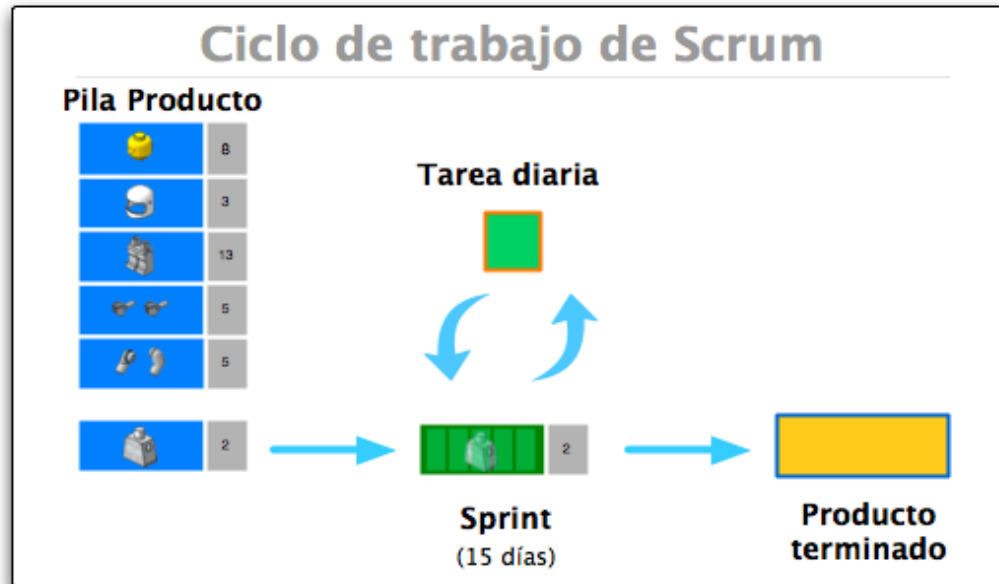 Ciclo de trabajo de Scrum
Pila Producto
8
3
13
5
5
2
Tarea diaria
2
Sprint
(15 días)
Producto
terminado